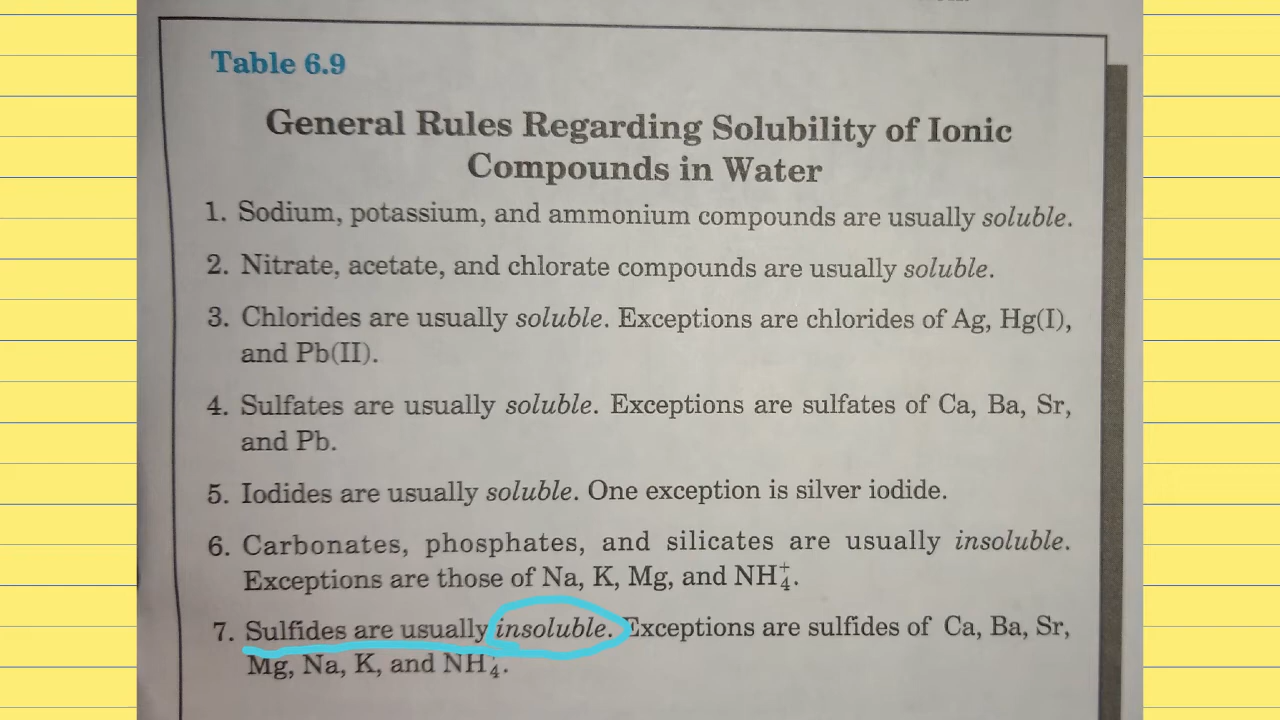 Table 6.9
General Rules Regarding Solubility of Ionic
Compounds in Water
1. Sodium, potassium, and ammonium compounds are usually soluble.
2. Nitrate, acetate, and chlorate compounds are usually soluble.
3. Chlorides are usually soluble. Exceptions are chlorides of Ag, Hg(I),
and Pb(II).
4. Sulfates are usually soluble. Exceptions are sulfates of Ca, Ba, Sr,
and Pb.
5. Iodides are usually soluble. One exception is silver iodide.
6. Carbonates, phosphates, and silicates are usually insoluble.
Exceptions are those of Na, K, Mg, and NH₄⁺.
7. Sulfides are usually insoluble. Exceptions are sulfides of Ca, Ba, Sr,
Mg, Na, K, and NH₄⁺.